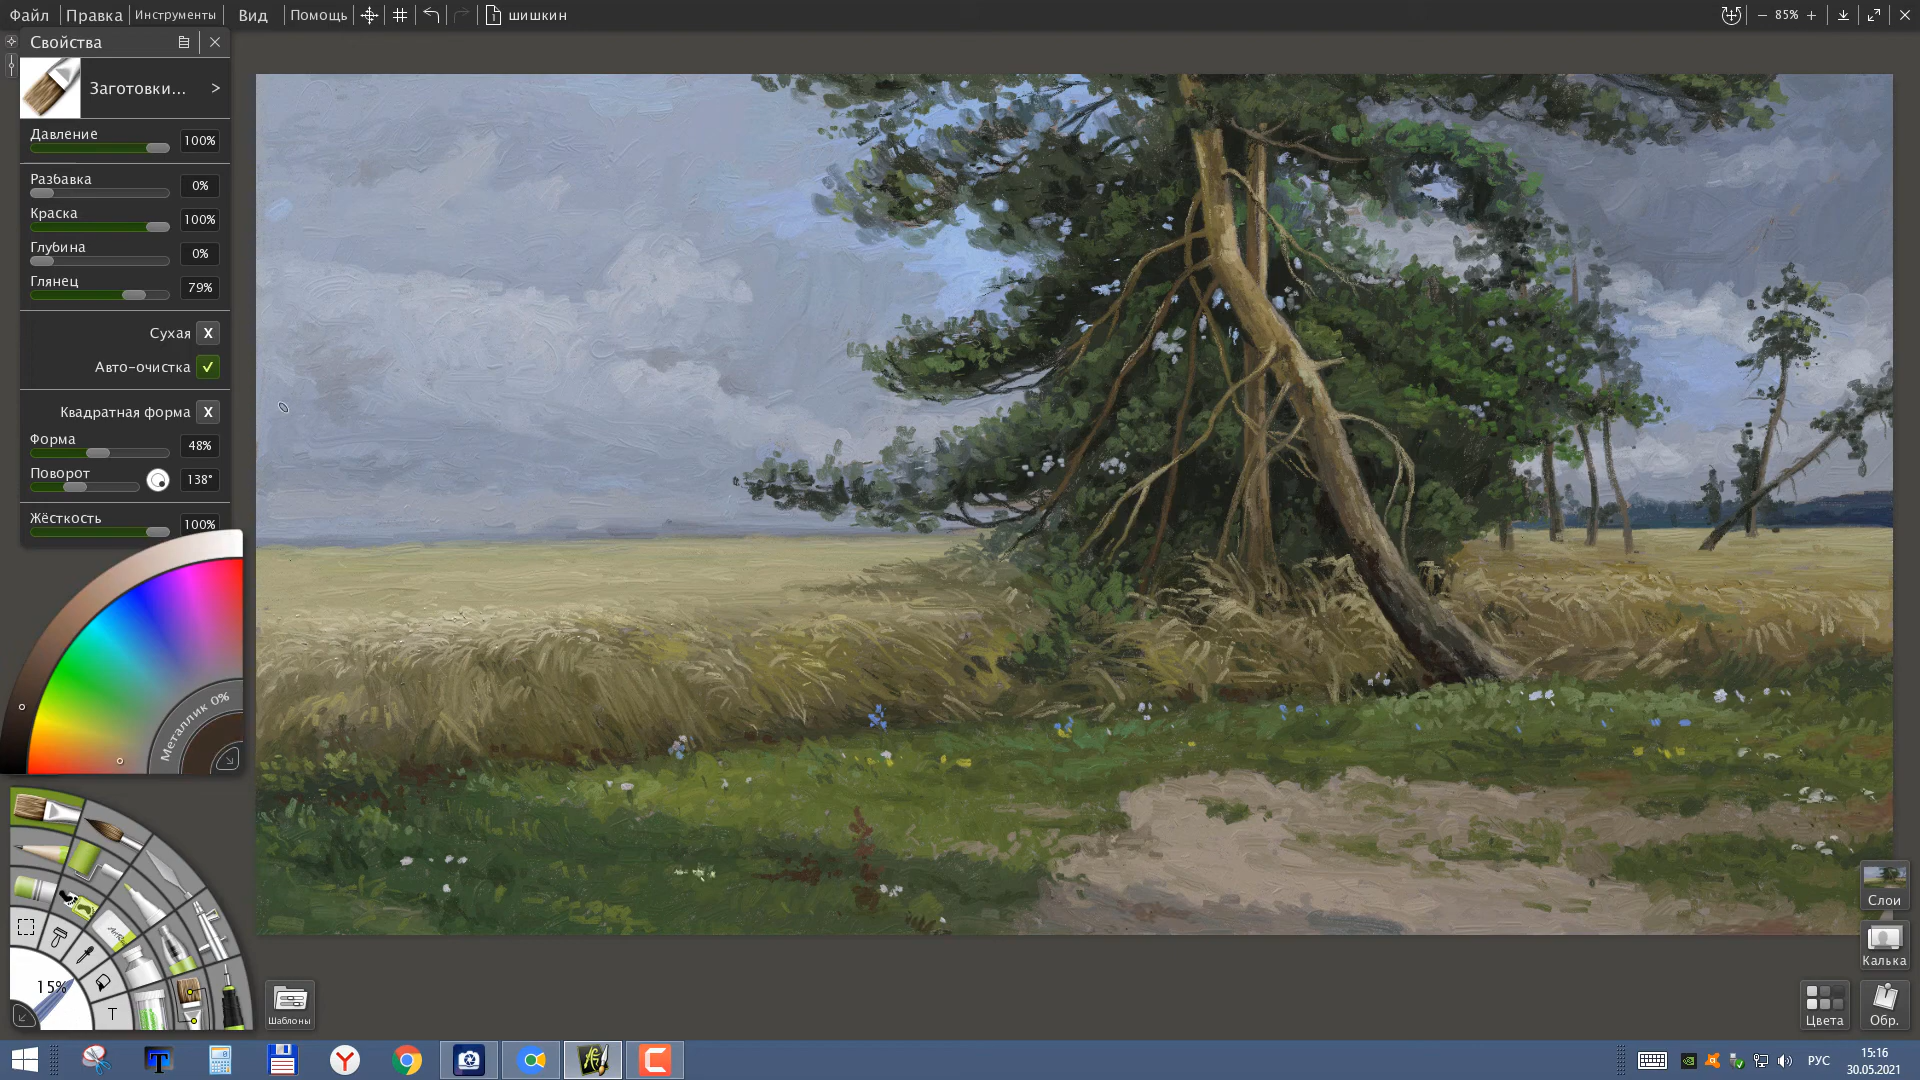 Файл Правка Инструменты Вид Помощь 1 шишкин 85%
Свойства
Заготовки... >
Давление 100%
Разбавка 0%
Краска 100%
Глубина 0%
Глянец 79%
Сухая X
Авто-очистка
Квадратная форма X
Форма 48%
Поворот 138°
Жёсткость 100%
Металлик 0%
15%
T
Шаблоны
Слои
Калька
Цвета
Обр.
РУС
15:16
30.05.2021